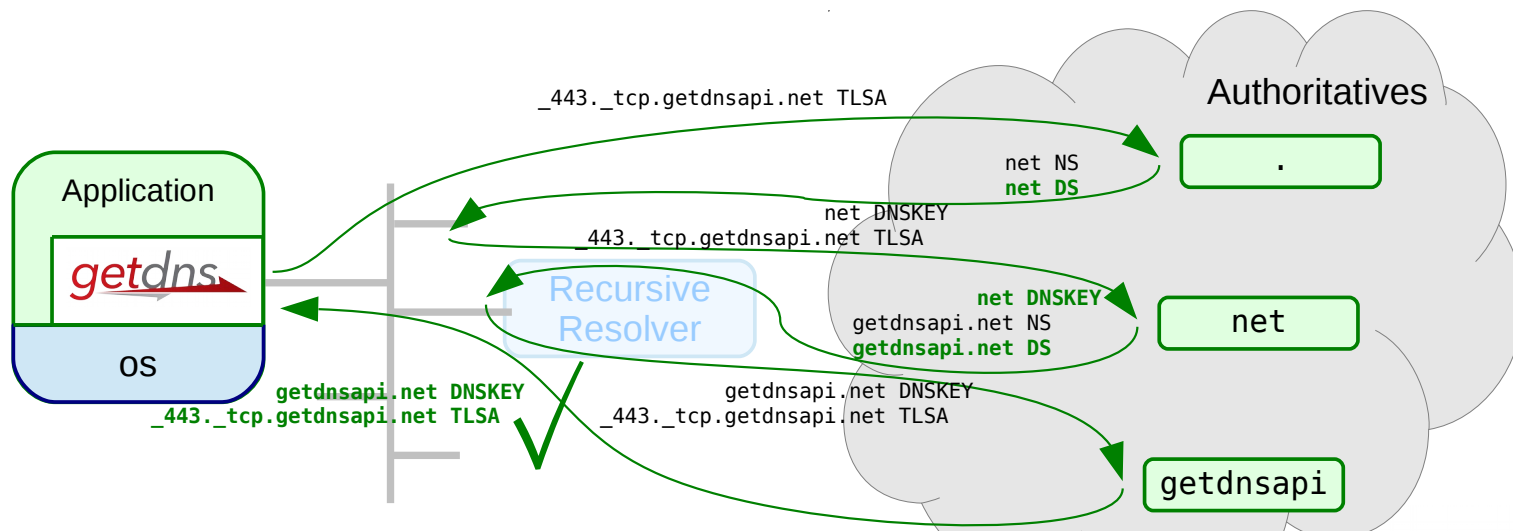 Authoritatives
_443._tcp.getdnsapi.net TLSA
.
net NS
net DS
Application
net DNSKEY
_443._tcp.getdnsapi.net TLSA
getdns
Recursive
Resolver
net DNSKEY
getdnsapi.net NS
getdnsapi.net DS
net
os
getdnsapi.net DNSKEY
_443._tcp.getdnsapi.net TLSA
getdnsapi.net DNSKEY
_443._tcp.getdnsapi.net TLSA
getdnsapi